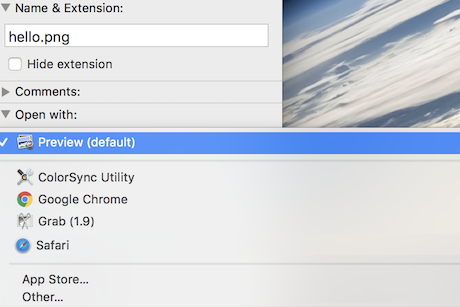 Name & Extension:
hello.png
Hide extension
Comments:
Open with:
Preview (default)
ColorSync Utility
Google Chrome
Grab (1.9)
Safari
App Store...
Other...